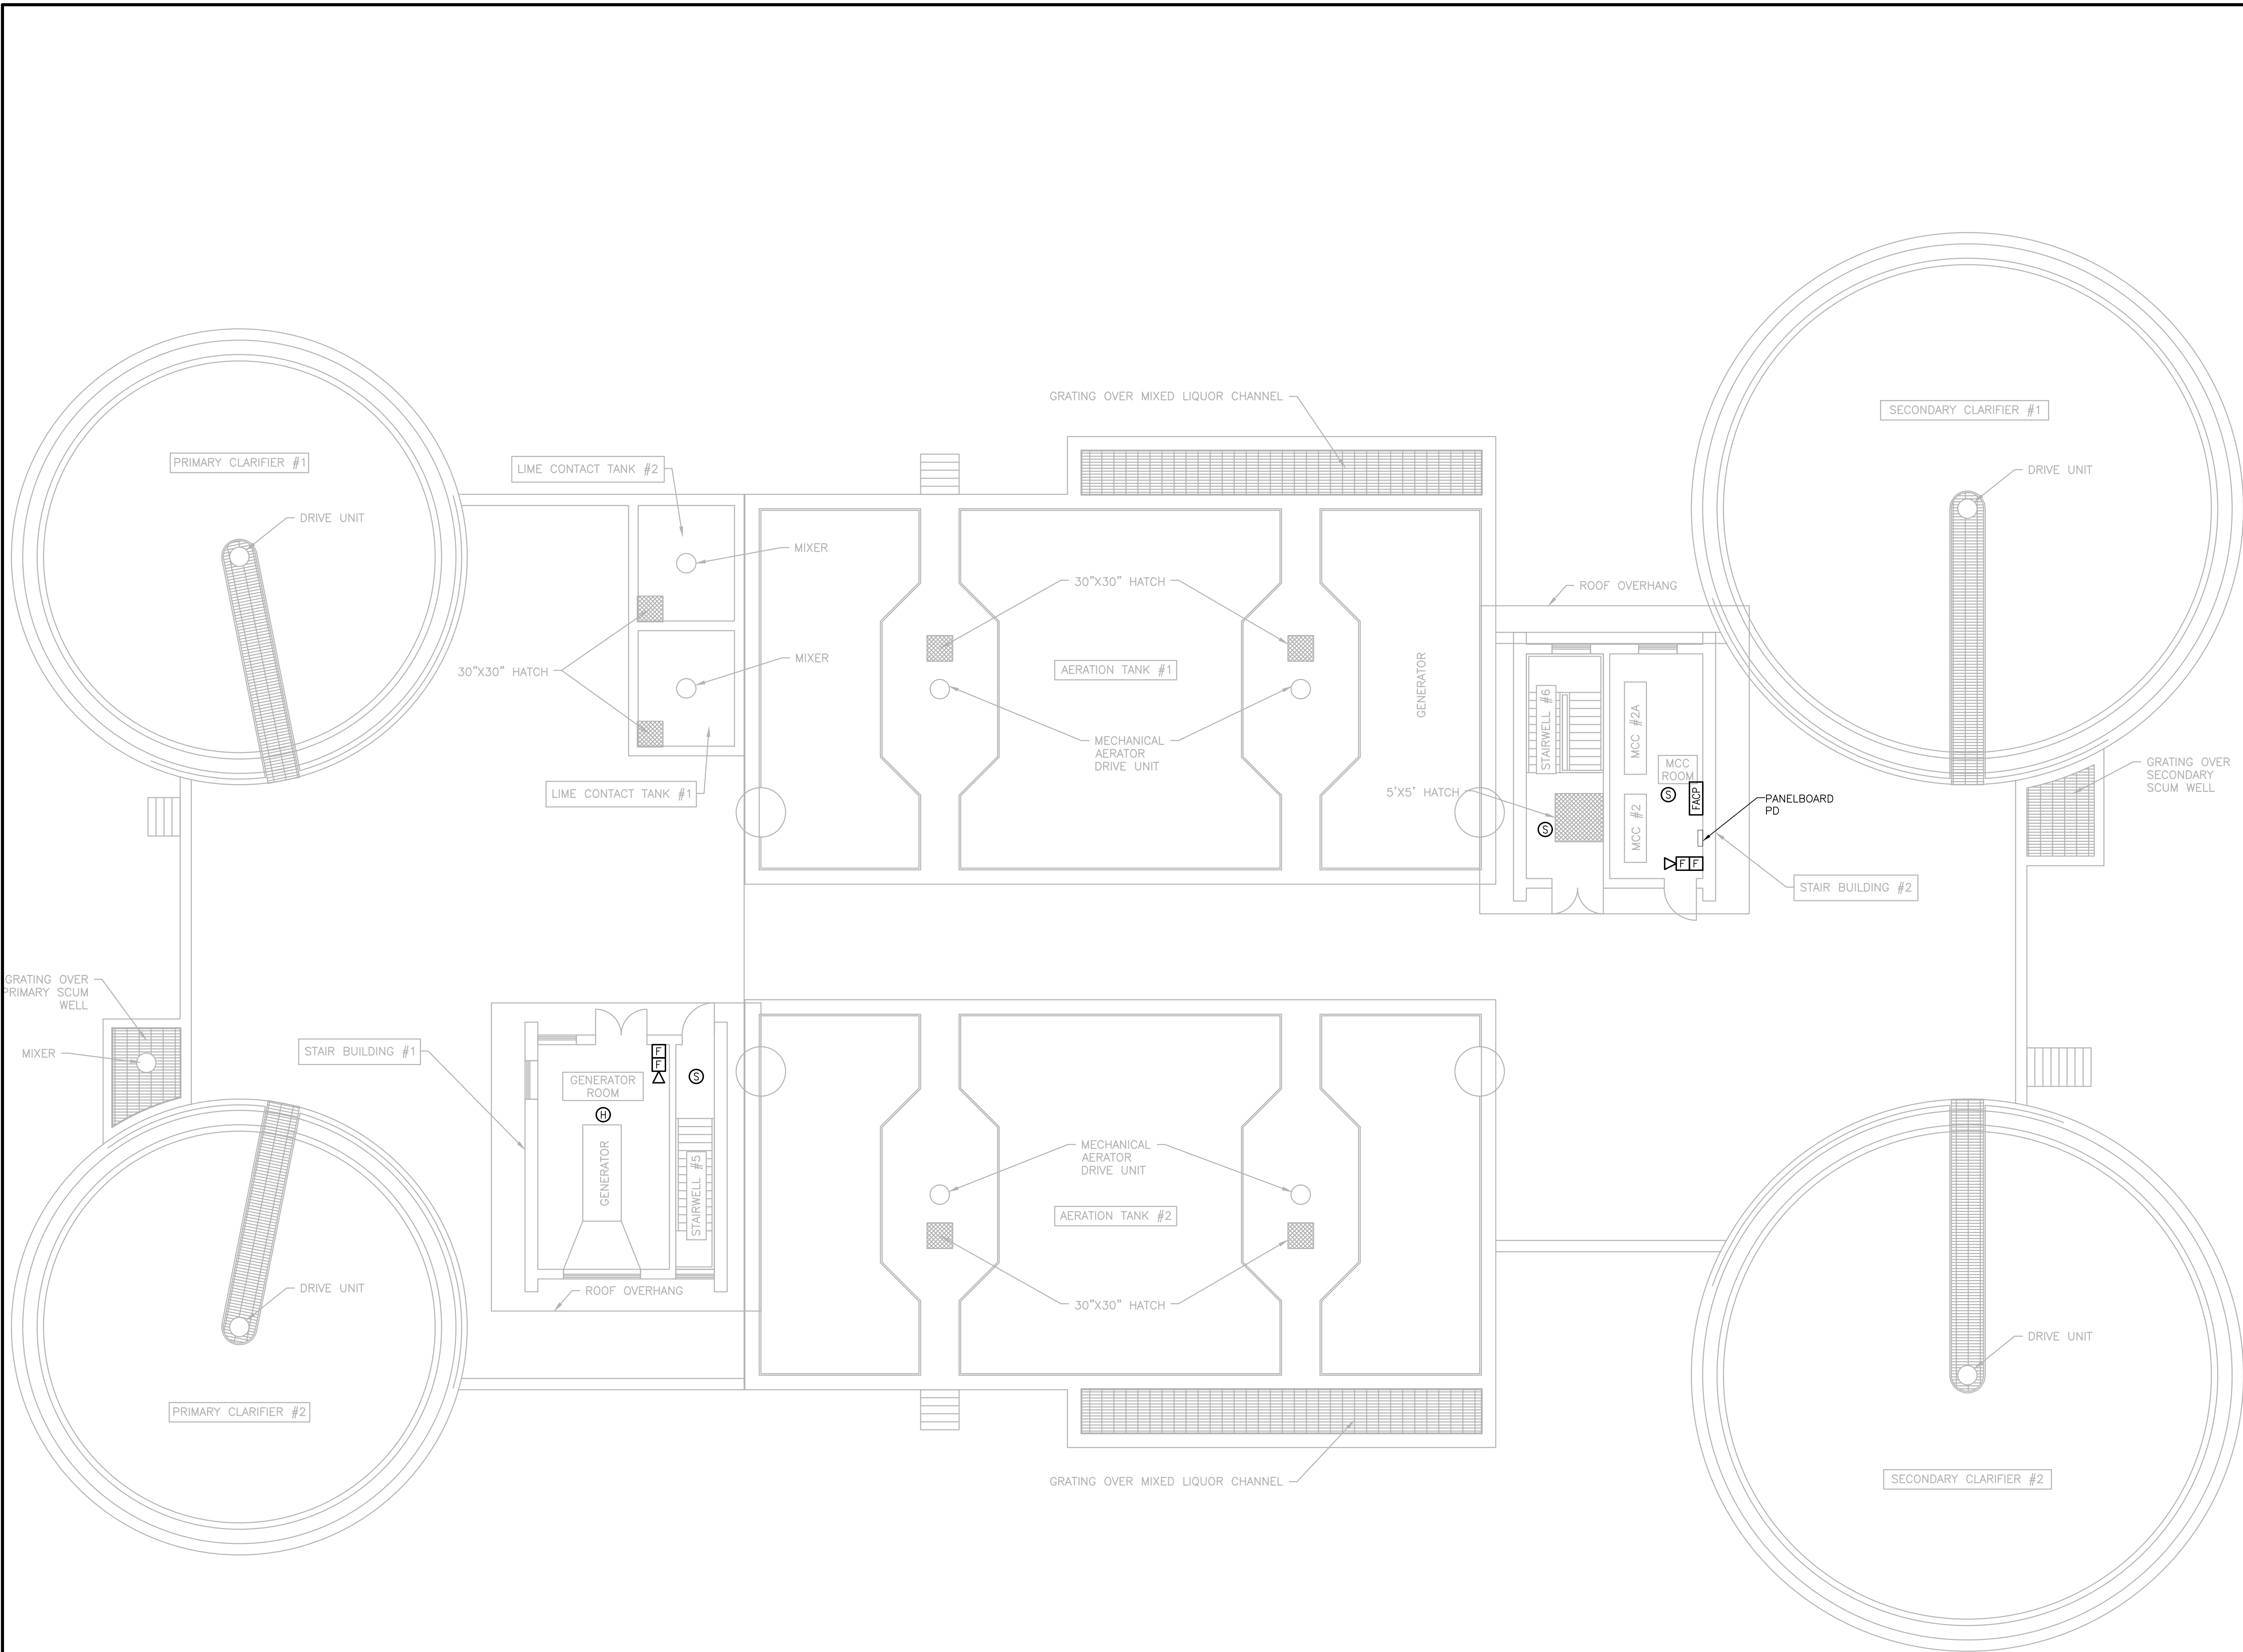 GRATING OVER MIXED LIQUOR CHANNEL
SECONDARY CLARIFIER #1
PRIMARY CLARIFIER #1
LIME CONTACT TANK #2
DRIVE UNIT
DRIVE UNIT
MIXER
30"X30" HATCH
ROOF OVERHANG
MIXER
30"X30" HATCH
AERATION TANK #1
GENERATOR
STAIRWELL #6
MCC #2A
MECHANICAL
AERATOR
DRIVE UNIT
MCC
ROOM
GRATING OVER
SECONDARY
SCUM WELL
LIME CONTACT TANK #1
5'X5' HATCH
S
FACP
PANELBOARD
PD
S
MCC #2
F F
STAIR BUILDING #2
GRATING OVER
PRIMARY SCUM
WELL
MIXER
STAIR BUILDING #1
F
F
GENERATOR
ROOM
S
H
GENERATOR
STAIRWELL #5
MECHANICAL
AERATOR
DRIVE UNIT
AERATION TANK #2
DRIVE UNIT
ROOF OVERHANG
30"X30" HATCH
DRIVE UNIT
PRIMARY CLARIFIER #2
GRATING OVER MIXED LIQUOR CHANNEL
SECONDARY CLARIFIER #2